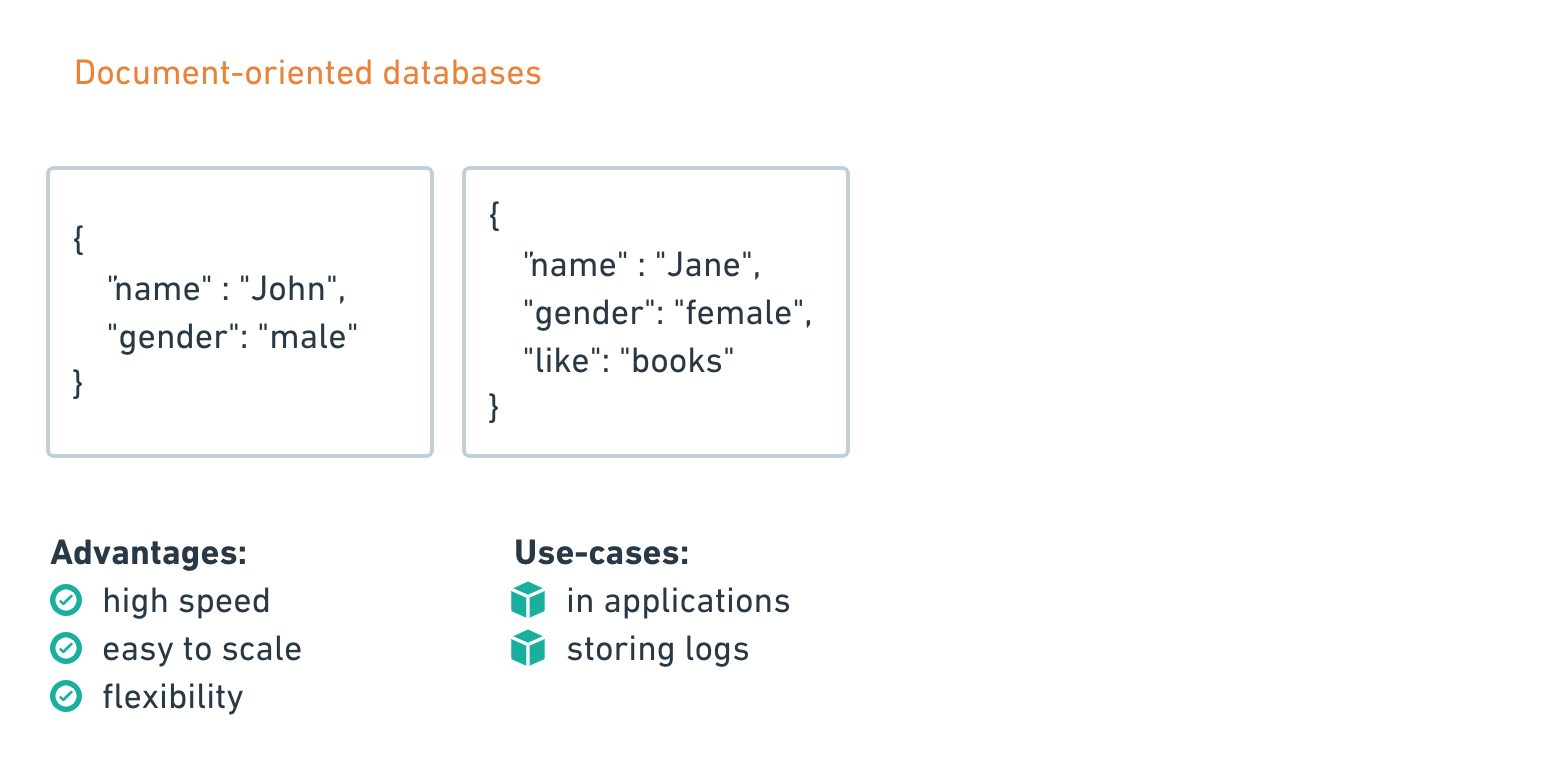 Document-oriented databases
{
"name" : "John",
"gender": "male"
}
{
"name" : "Jane",
"gender": "female",
"like": "books"
}
Advantages:
high speed
easy to scale
flexibility
Use-cases:
in applications
storing logs